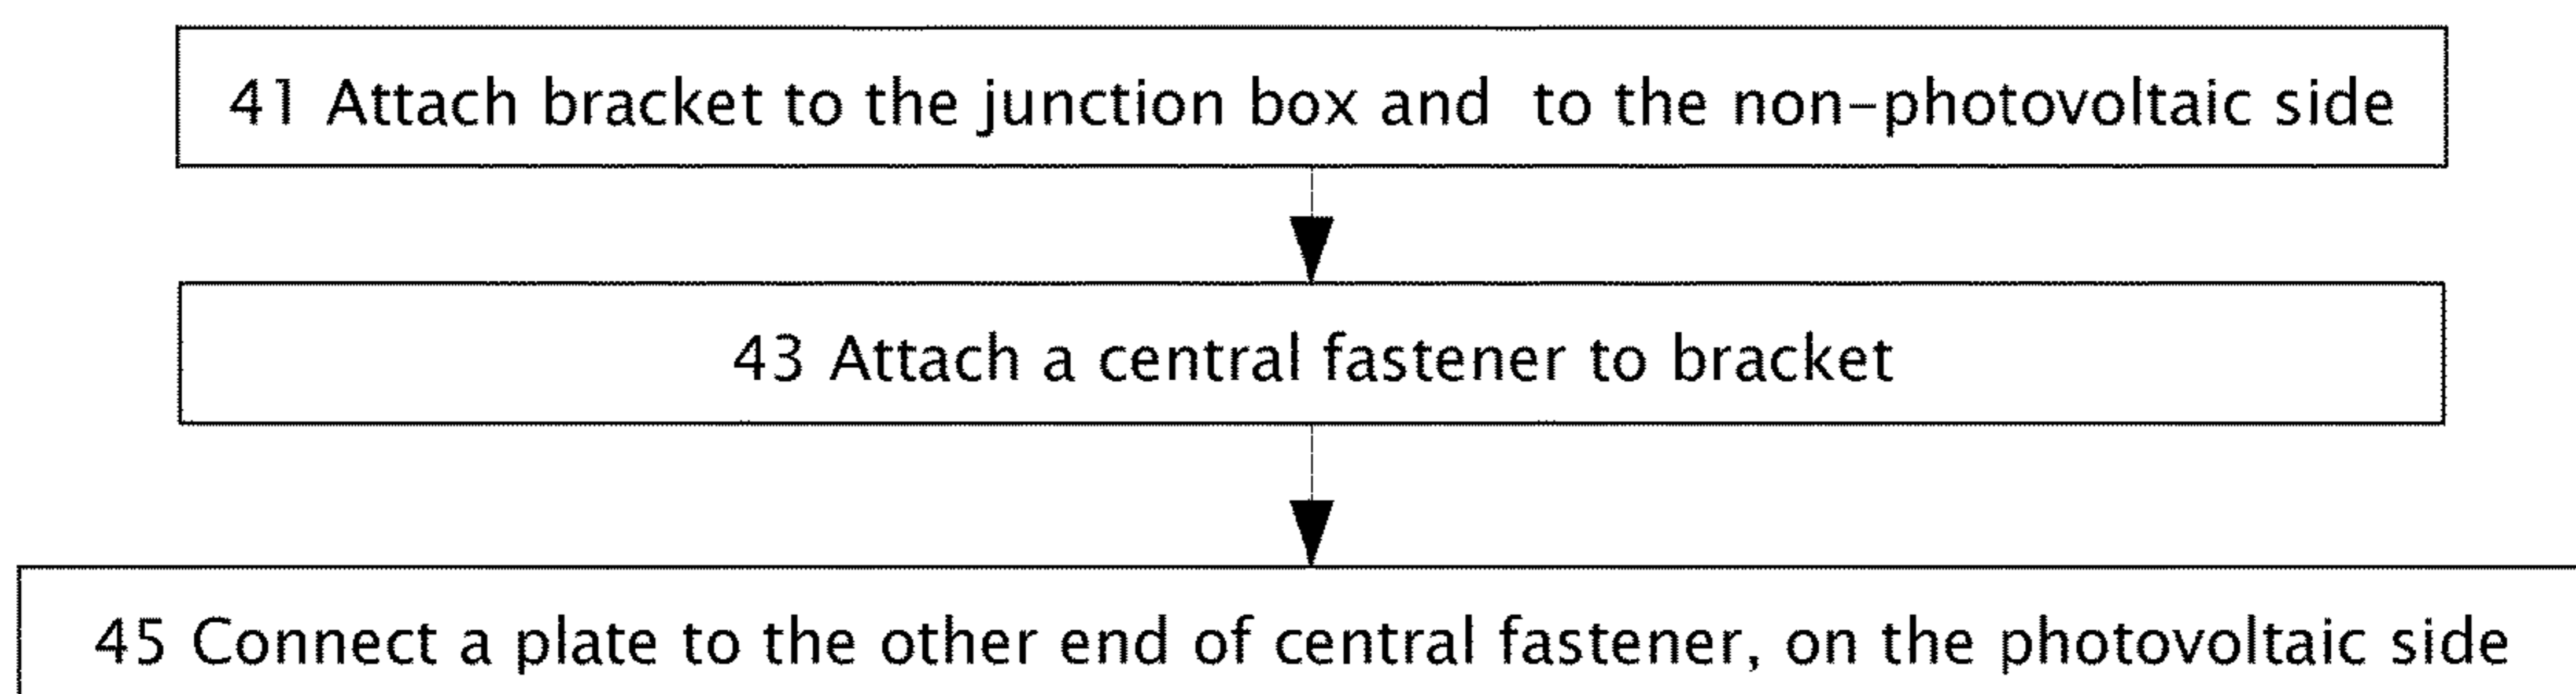 41 Attach bracket to the junction box and  to the non-photovoltaic side
43 Attach a central fastener to bracket
45 Connect a plate to the other end of central fastener, on the photovoltaic side